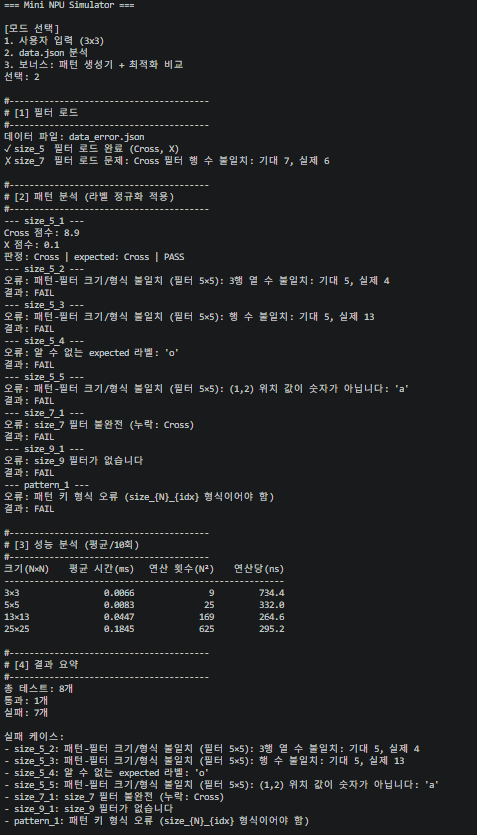 === Mini NPU Simulator ===
[모드 선택]
1. 사용자 입력 (3x3)
2. data.json 분석
3. 보너스: 패턴 생성기 + 최적화 비교
선택: 2
#----------------------------------------
# [1] 필터 로드
#----------------------------------------
데이터 파일: data_error.json
✓ size_5  필터 로드 완료 (Cross, X)
✗ size_7  필터 로드 문제: Cross 필터 행 수 불일치: 기대 7, 실제 6
#----------------------------------------
# [2] 패턴 분석 (라벨 정규화 적용)
#----------------------------------------
--- size_5_1 ---
Cross 점수: 8.9
X 점수: 0.1
판정: Cross | expected: Cross | PASS
--- size_5_2 ---
오류: 패턴-필터 크기/형식 불일치 (필터 5×5): 3행 열 수 불일치: 기대 5, 실제 4
결과: FAIL
--- size_5_3 ---
오류: 패턴-필터 크기/형식 불일치 (필터 5×5): 행 수 불일치: 기대 5, 실제 13
결과: FAIL
--- size_5_4 ---
오류: 알 수 없는 expected 라벨: 'o'
결과: FAIL
--- size_5_5 ---
오류: 패턴-필터 크기/형식 불일치 (필터 5×5): (1,2) 위치 값이 숫자가 아닙니다: 'a'
결과: FAIL
--- size_7_1 ---
오류: size_7 필터 불완전 (누락: Cross)
결과: FAIL
--- size_9_1 ---
오류: size_9 필터가 없습니다
결과: FAIL
--- pattern_1 ---
오류: 패턴 키 형식 오류 (size_{N}_{idx} 형식이어야 함)
결과: FAIL
#----------------------------------------
# [3] 성능 분석 (평균/10회)
#----------------------------------------
크기(N×N)    평균 시간(ms)   연산 횟수(N²)    연산당(ns)
--------------------------------------------------------
3×3    0.0066    9    734.4
5×5    0.0083    25    332.0
13×13    0.0447    169    264.6
25×25    0.1845    625    295.2
#----------------------------------------
# [4] 결과 요약
#----------------------------------------
총 테스트: 8개
통과: 1개
실패: 7개
실패 케이스:
- size_5_2: 패턴-필터 크기/형식 불일치 (필터 5×5): 3행 열 수 불일치: 기대 5, 실제 4
- size_5_3: 패턴-필터 크기/형식 불일치 (필터 5×5): 행 수 불일치: 기대 5, 실제 13
- size_5_4: 알 수 없는 expected 라벨: 'o'
- size_5_5: 패턴-필터 크기/형식 불일치 (필터 5×5): (1,2) 위치 값이 숫자가 아닙니다: 'a'
- size_7_1: size_7 필터 불완전 (누락: Cross)
- size_9_1: size_9 필터가 없습니다
- pattern_1: 패턴 키 형식 오류 (size_{N}_{idx} 형식이어야 함)